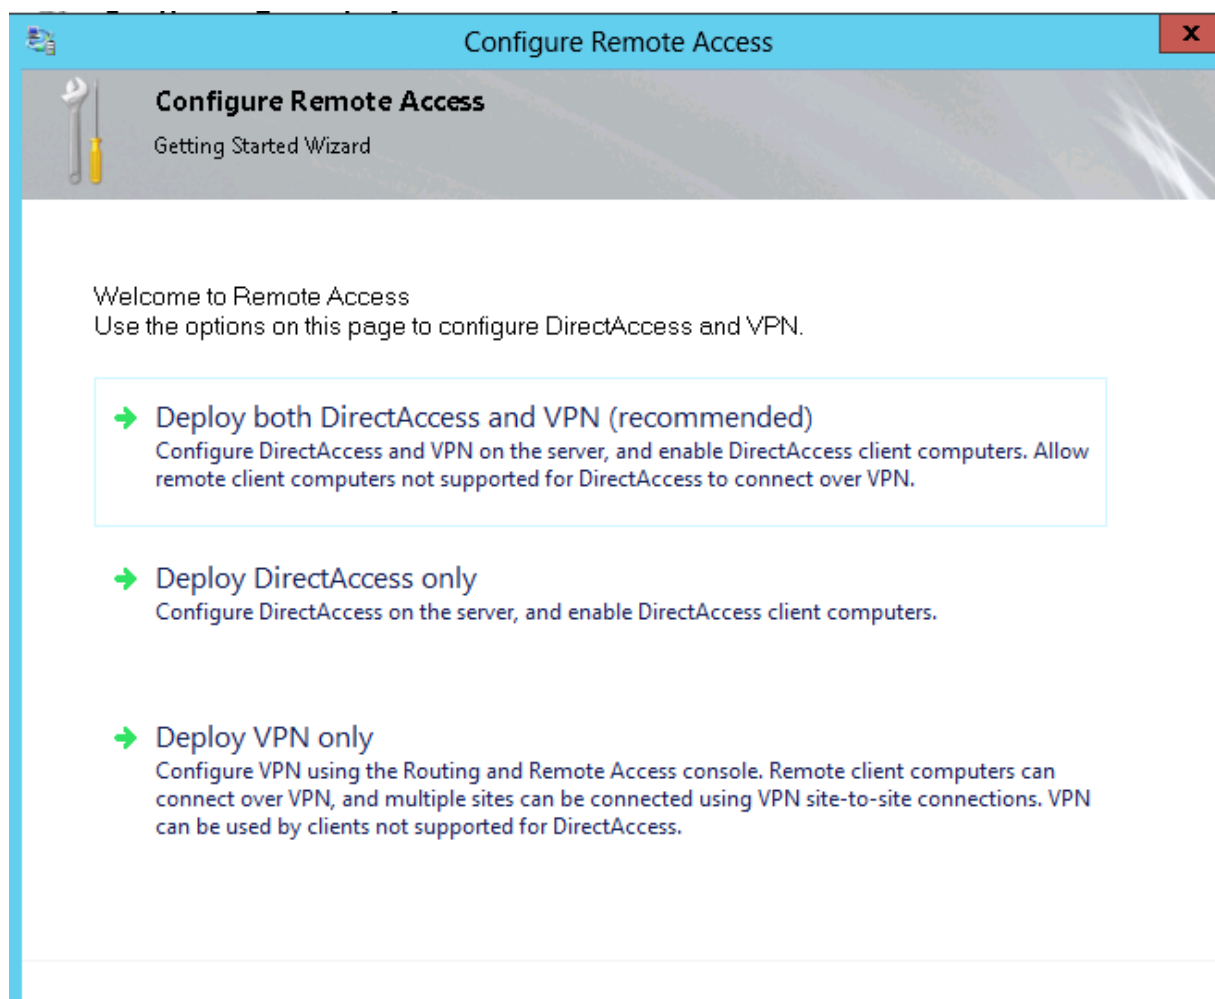 Configure Remote Access
Configure Remote Access
Getting Started Wizard
Welcome to Remote Access
Use the options on this page to configure DirectAccess and VPN.
Deploy both DirectAccess and VPN (recommended)
Configure DirectAccess and VPN on the server, and enable DirectAccess client computers. Allow
remote client computers not supported for DirectAccess to connect over VPN.
Deploy DirectAccess only
Configure DirectAccess on the server, and enable DirectAccess client computers.
Deploy VPN only
Configure VPN using the Routing and Remote Access console. Remote client computers can
connect over VPN, and multiple sites can be connected using VPN site-to-site connections. VPN
can be used by clients not supported for DirectAccess.